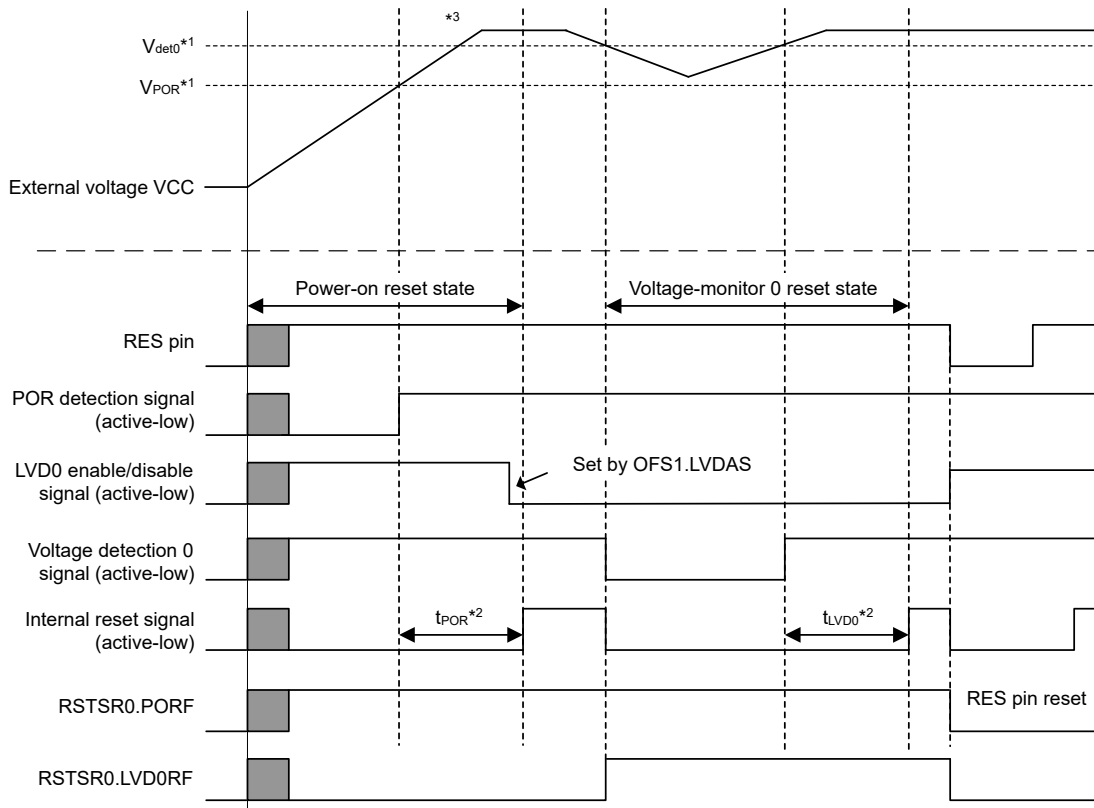 *3
Vdet0*1
VPOR*1
External voltage VCC
Power-on reset state
Voltage-monitor 0 reset state
RES pin
POR detection signal
(active-low)
LVD0 enable/disable
signal (active-low)
Set by OFS1.LVDAS
Voltage detection 0
signal (active-low)
Internal reset signal
(active-low)
tPOR*2
tLVD0*2
RSTSR0.PORF
RES pin reset
RSTSR0.LVD0RF